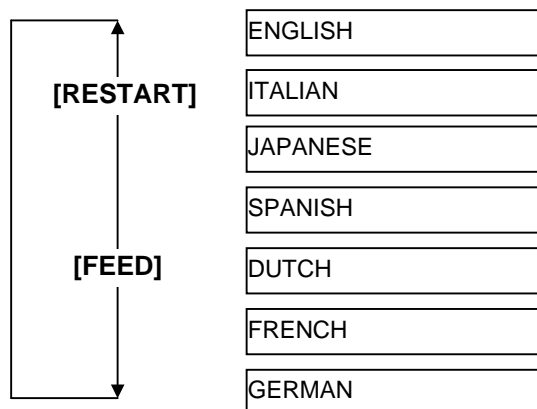 ENGLISH
[RESTART]
ITALIAN
JAPANESE
SPANISH
[FEED]
DUTCH
FRENCH
GERMAN